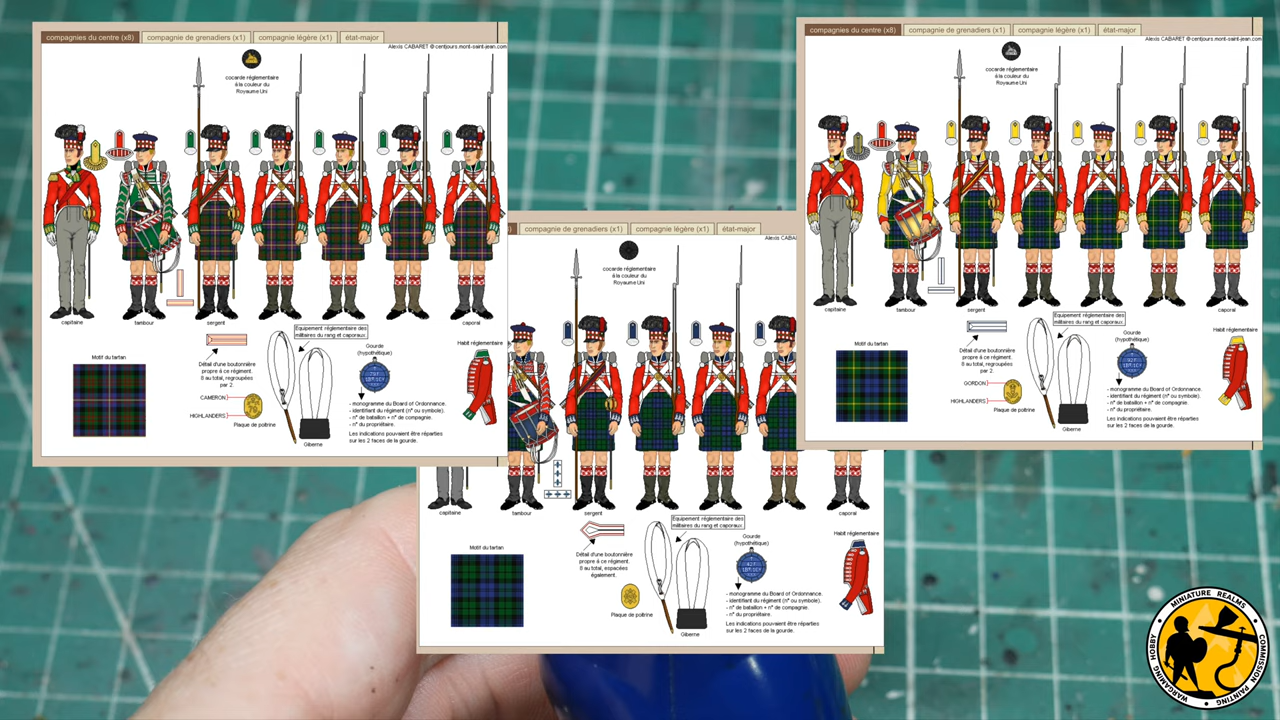 compagnies du centre (x8)
compagnie de grenadiers (x1)
compagnie légère (x1)
état-major
Alexis CABARET @ centjours.mont-saint-jean.com
cocarde réglementaire
à la couleur du
Royaume Uni
capitaine
tambour
sergent
caporal
Motif du tartan
Détail d'une boutonnière
propre à ce régiment.
8 au total, regroupées
par 2.
CAMERON
HIGHLANDERS
Plaque de poitrine
Equipement réglementaire des
militaires du rang et caporaux.
Giberne
Gourde
(hypothétique)
- monogramme du Board of Ordonnance.
- identifiant du régiment (n° ou symbole).
- n° de bataillon + n° de compagnie.
- n° du propriétaire.
Les indications pouvaient être réparties
sur les 2 faces de la gourde.
Habit réglementaire
compagnie de grenadiers (x1)
compagnie légère (x1)
état-major
Alexis CABA
cocarde réglementaire
à la couleur du
Royaume Uni
capitaine
tambour
sergent
caporal
Motif du tartan
Détail d'une boutonnière
propre à ce régiment.
8 au total, espacées
également.
Plaque de poitrine
Equipement réglementaire des
militaires du rang et caporaux.
Giberne
Gourde
(hypothétique)
- monogramme du Board of Ordonnance.
- identifiant du régiment (n° ou symbole).
- n° de bataillon + n° de compagnie.
- n° du propriétaire.
Les indications pouvaient être réparties
sur les 2 faces de la gourde.
Habit réglementaire
compagnies du centre (x8)
compagnie de grenadiers (x1)
compagnie légère (x1)
état-major
Alexis CABARET @ centjours.mont-saint-jean.com
cocarde réglementaire
à la couleur du
Royaume Uni
capitaine
tambour
sergent
caporal
Motif du tartan
Détail d'une boutonnière
propre à ce régiment.
8 au total, regroupées
par 2.
GORDON
HIGHLANDERS
Plaque de poitrine
Equipement réglementaire des
militaires du rang et caporaux.
Giberne
Gourde
(hypothétique)
- monogramme du Board of Ordonnance.
- identifiant du régiment (n° ou symbole).
- n° de bataillon + n° de compagnie.
- n° du propriétaire.
Les indications pouvaient être réparties
sur les 2 faces de la gourde.
Habit réglementaire
MINIATURE REALMS
WARGAMING HOBBY
COMMISSION PAINTING